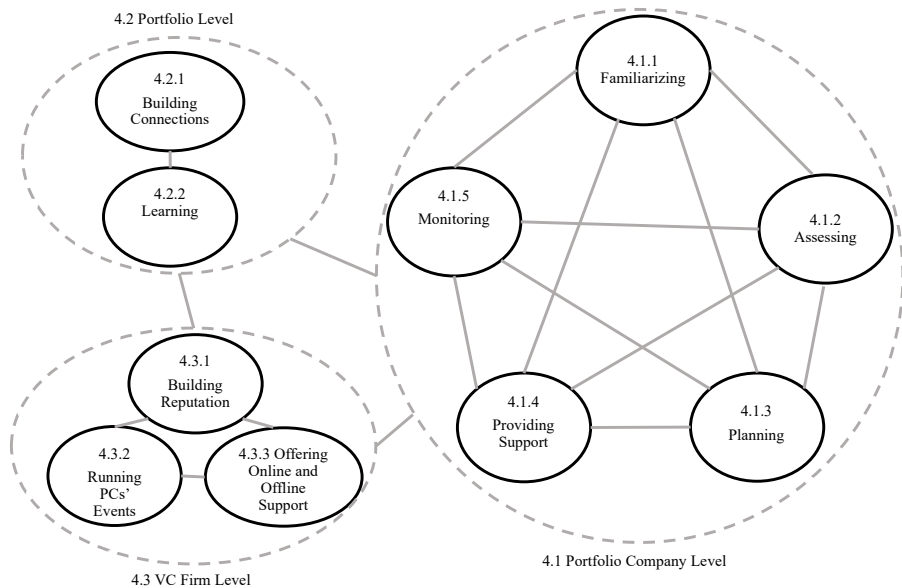 4.2 Portfolio Level
4.2.1
Building
Connections
4.2.2
Learning
4.1.1
Familiarizing
4.1.5
Monitoring
4.1.2
Assessing
4.1.4
Providing
Support
4.1.3
Planning
4.3.1
Building
Reputation
4.3.2
Running
PCs’
Events
4.3.3 Offering
Online and
Offline
Support
4.1 Portfolio Company Level
4.3 VC Firm Level